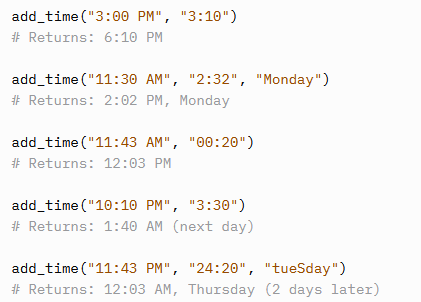 add_time("3:00 PM", "3:10")
# Returns: 6:10 PM
add_time("11:30 AM", "2:32", "Monday")
# Returns: 2:02 PM, Monday
add_time("11:43 AM", "00:20")
# Returns: 12:03 PM
add_time("10:10 PM", "3:30")
# Returns: 1:40 AM (next day)
add_time("11:43 PM", "24:20", "tueSday")
# Returns: 12:03 AM, Thursday (2 days later)